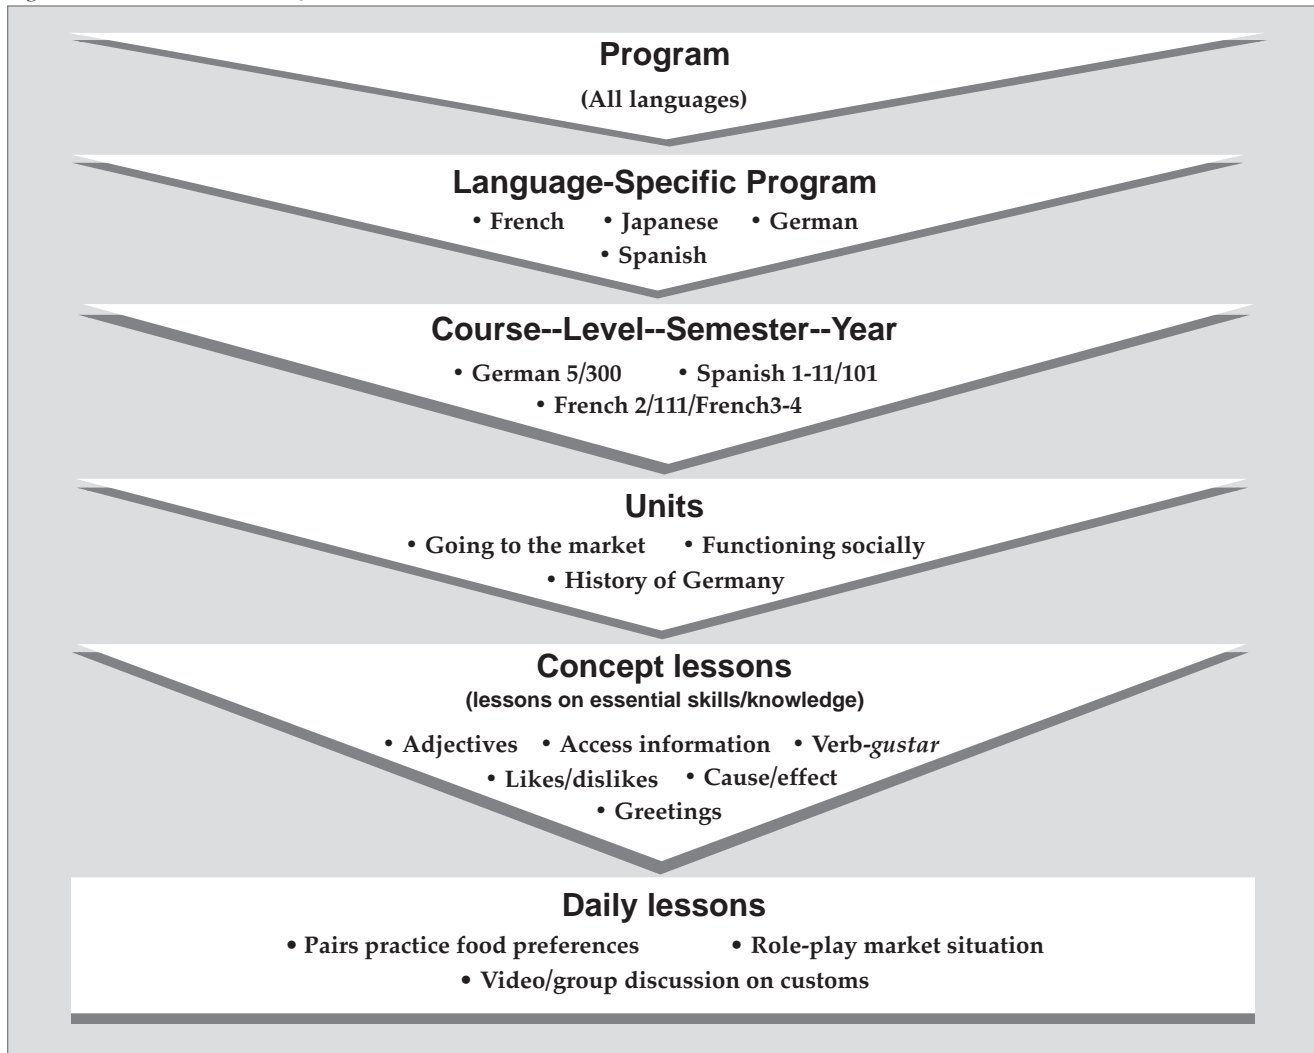 Program
(All languages)
Language-Specific Program
• French • Japanese • German
• Spanish
Course--Level--Semester--Year
• German 5/300 • Spanish 1-11/101
• French 2/111/French3-4
Units
• Going to the market • Functioning socially
• History of Germany
Concept lessons
(lessons on essential skills/knowledge)
• Adjectives • Access information • Verb-gustar
• Likes/dislikes • Cause/effect
• Greetings
Daily lessons
• Pairs practice food preferences • Role-play market situation
• Video/group discussion on customs